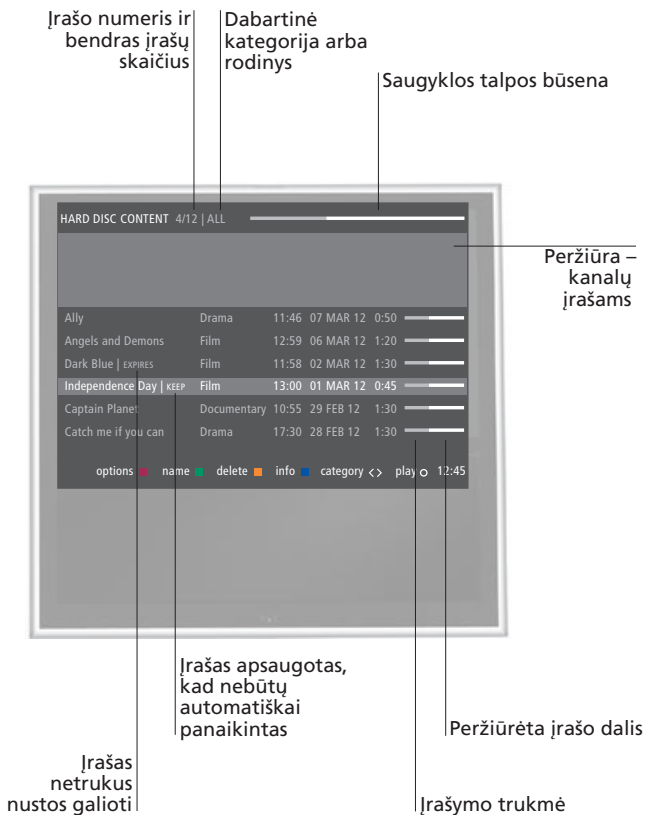 Įrašo numeris ir
bendras įrašų
skaičius
Dabartinė
kategorija arba
rodinys
Saugyklos talpos būsena
HARD DISC CONTENT 4/12 | ALL
Peržiūra –
kanalų
įrašams
Ally Drama 11:46 07 MAR 12 0:50
Angels and Demons Film 12:59 06 MAR 12 1:20
Dark Blue | EXPIRES Film 11:58 02 MAR 12 1:30
Independence Day | KEEP Film 13:00 01 MAR 12 0:45
Captain Planet Documentary 10:55 29 FEB 12 1:30
Catch me if you can Drama 17:30 28 FEB 12 1:30
options name delete info category <> play 12:45
Įrašas apsaugotas,
kad nebūtų
automatiškai
panaikintas
Peržiūrėta įrašo dalis
Įrašas
netrukus
nustos galioti
Įrašymo trukmė